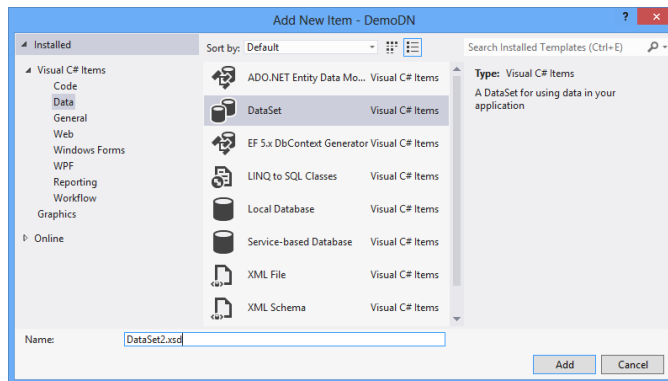 Add New Item - DemoDN
? ×
Installed
Sort by: Default
Search Installed Templates (Ctrl+E)
Visual C# Items
Code
Data
General
Web
Windows Forms
WPF
Reporting
Workflow
Graphics
Online
ADO.NET Entity Data Mo... Visual C# Items
DataSet Visual C# Items
EF 5.x DbContext Generator Visual C# Items
LINQ to SQL Classes Visual C# Items
Local Database Visual C# Items
Service-based Database Visual C# Items
XML File Visual C# Items
XML Schema Visual C# Items
Type: Visual C# Items
A DataSet for using data in your
application
Name: DataSet2.xsd
Add Cancel